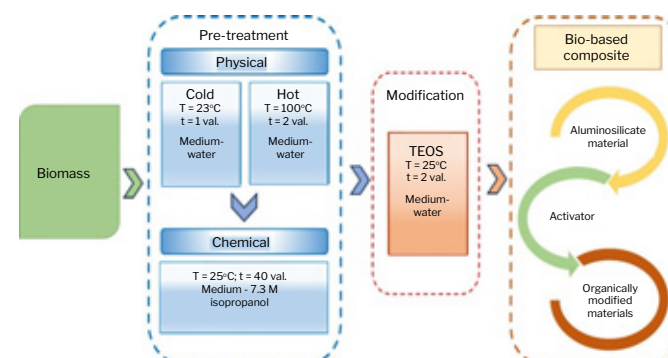 Biomass
Pre-treatment
Physical
Cold
T = 23°C
t = 1 val.
Medium-
water
Hot
T = 100°C
t = 2 val.
Medium-
water
Chemical
T = 25°C; t = 40 val.
Medium - 7.3 M
isopropanol
Modification
TEOS
T = 25°C
t = 2 val.
Medium-
water
Bio-based
composite
Aluminosilicate
material
Activator
Organically
modified
materials